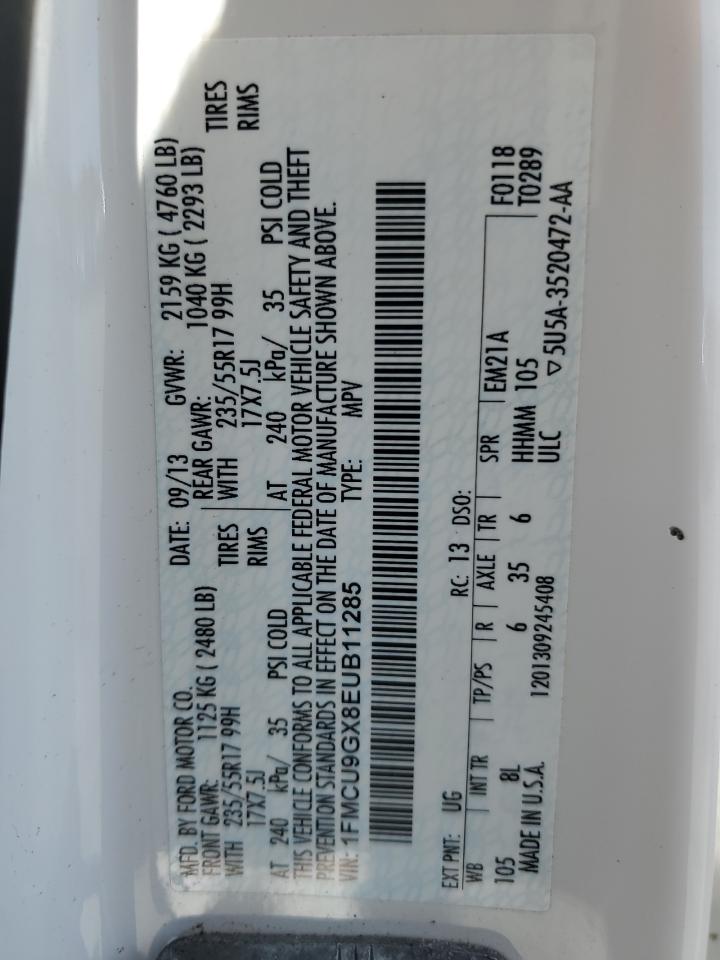 MFD. BY FORD MOTOR CO.
DATE: 09/13 GVWR: 2159 KG ( 4760 LB)
FRONT GAWR: 1125 KG ( 2480 LB) REAR GAWR: 1040 KG ( 2293 LB)
WITH 235/55R17 99H TIRES WITH 235/55R17 99H TIRES
17X7.5J RIMS 17X7.5J RIMS
AT 240 kPa/ 35 PSI COLD AT 240 kPa/ 35 PSI COLD
THIS VEHICLE CONFORMS TO ALL APPLICABLE FEDERAL MOTOR VEHICLE SAFETY AND THEFT
PREVENTION STANDARDS IN EFFECT ON THE DATE OF MANUFACTURE SHOWN ABOVE.
VIN: 1FMCU9GX8EUB11285 TYPE: MPV
EXT PNT: UG RC: 13 DSO: F0118
WB INT TR TP/PS R AXLE TR SPR EM21A T0289
105 8L 6 35 6 HHMM 105
MADE IN U.S.A. 1201309245408 ULC ▽ 5U5A-3520472-AA